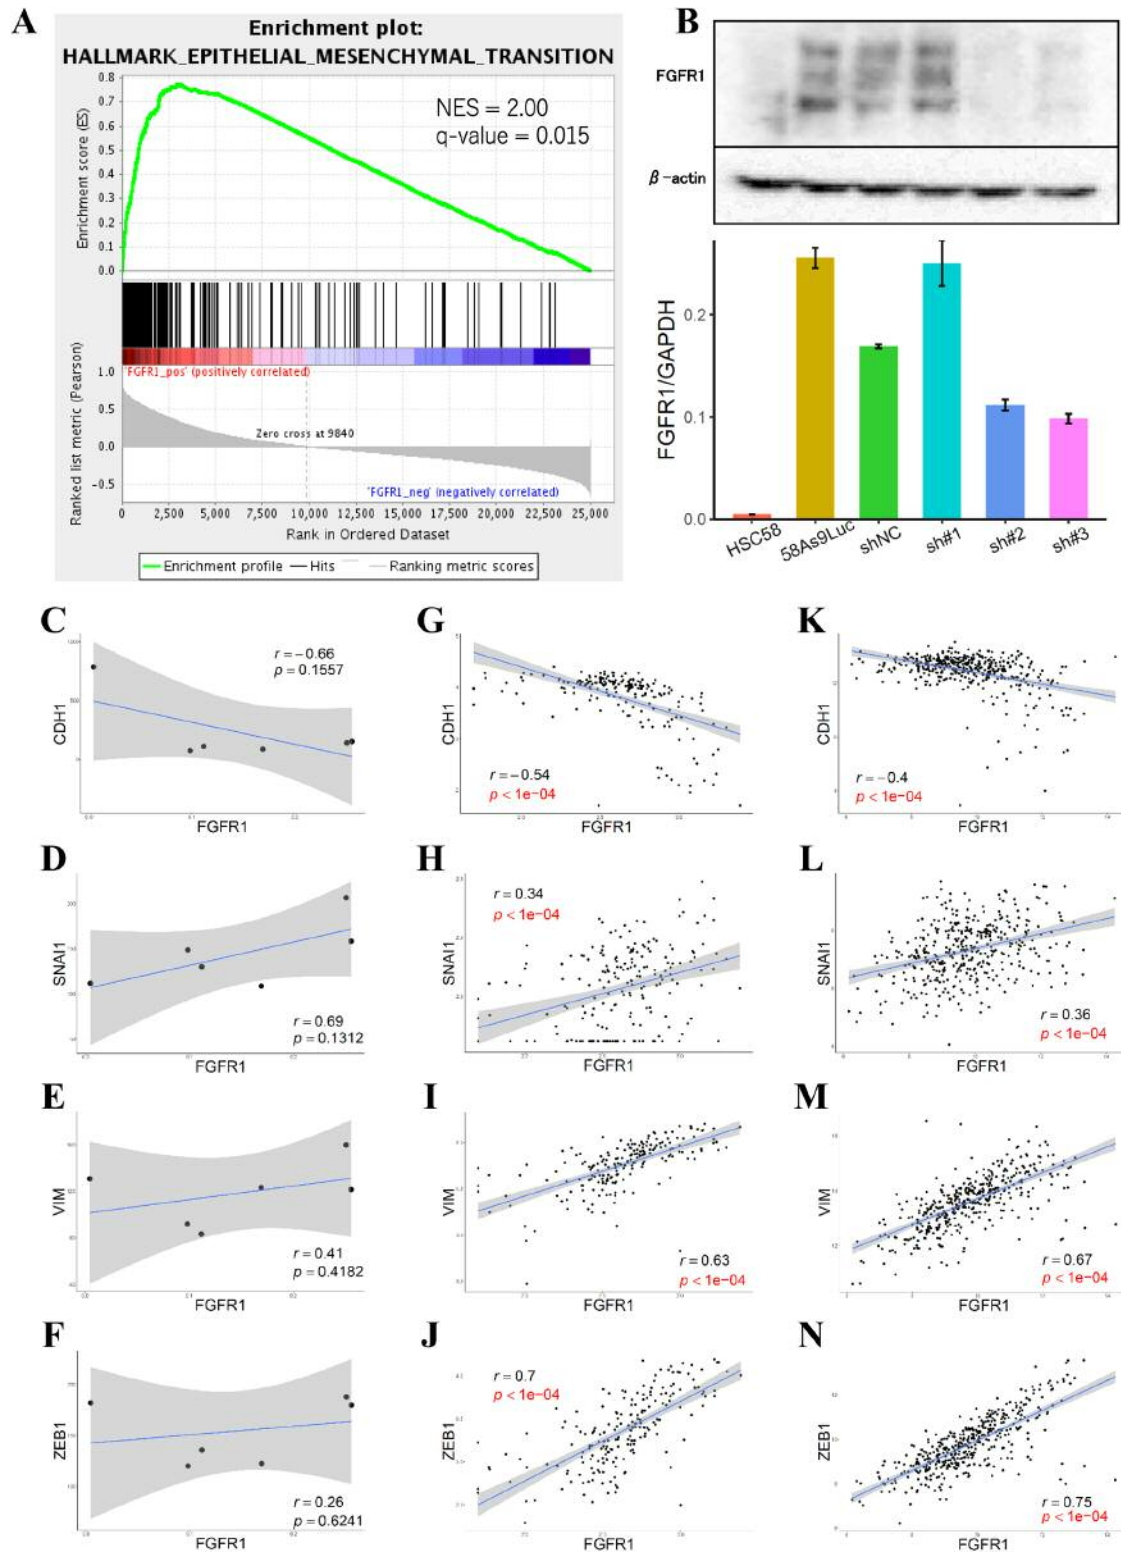 A
Enrichment plot:
HALLMARK_EPITHELIAL_MESENCHYMAL_TRANSITION
NES = 2.00
q-value = 0.015
Enrichment score (ES)
0.8
0.7
0.6
0.5
0.4
0.3
0.2
0.1
0.0
'FGFR1_pos' (positively correlated)
Ranked list metric (Pearson)
1.0
0.5
0.0
-0.5
Zero cross at 9840
'FGFR1_neg' (negatively correlated)
0 2,500 5,000 7,500 10,000 12,500 15,000 17,500 20,000 22,500 25,000
Rank in Ordered Dataset
Enrichment profile Hits Ranking metric scores
B
FGFR1
β-actin
FGFR1/GAPDH
0.2
0.1
0.0
HSC58 58As9Luc shNC sh#1 sh#2 sh#3
C
r = −0.66
p = 0.1557
CDH1
FGFR1
G
r = −0.54
p < 1e−04
CDH1
FGFR1
K
r = −0.4
p < 1e−04
CDH1
FGFR1
D
r = 0.69
p = 0.1312
SNAI1
FGFR1
H
r = 0.34
p < 1e−04
SNAI1
FGFR1
L
r = 0.36
p < 1e−04
SNAI1
FGFR1
E
r = 0.41
p = 0.4182
VIM
FGFR1
I
r = 0.63
p < 1e−04
VIM
FGFR1
M
r = 0.67
p < 1e−04
VIM
FGFR1
F
r = 0.26
p = 0.6241
ZEB1
FGFR1
J
r = 0.7
p < 1e−04
ZEB1
FGFR1
N
r = 0.75
p < 1e−04
ZEB1
FGFR1